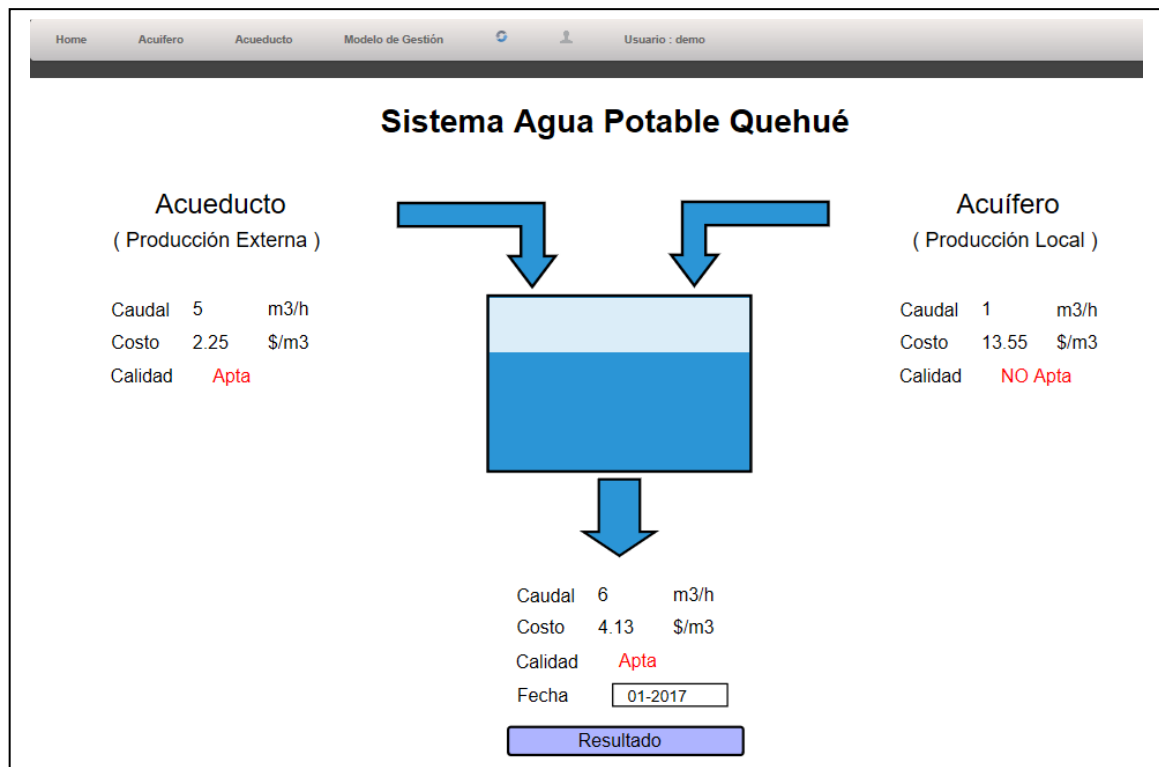 Home Acuifero Acueducto Modelo de Gestión Usuario : demo
Sistema Agua Potable Quehué
Acueducto
( Producción Externa )
Caudal 5 m3/h
Costo 2.25 $/m3
Calidad Apta
Acuífero
( Producción Local )
Caudal 1 m3/h
Costo 13.55 $/m3
Calidad NO Apta
Caudal 6 m3/h
Costo 4.13 $/m3
Calidad Apta
Fecha 01-2017
Resultado